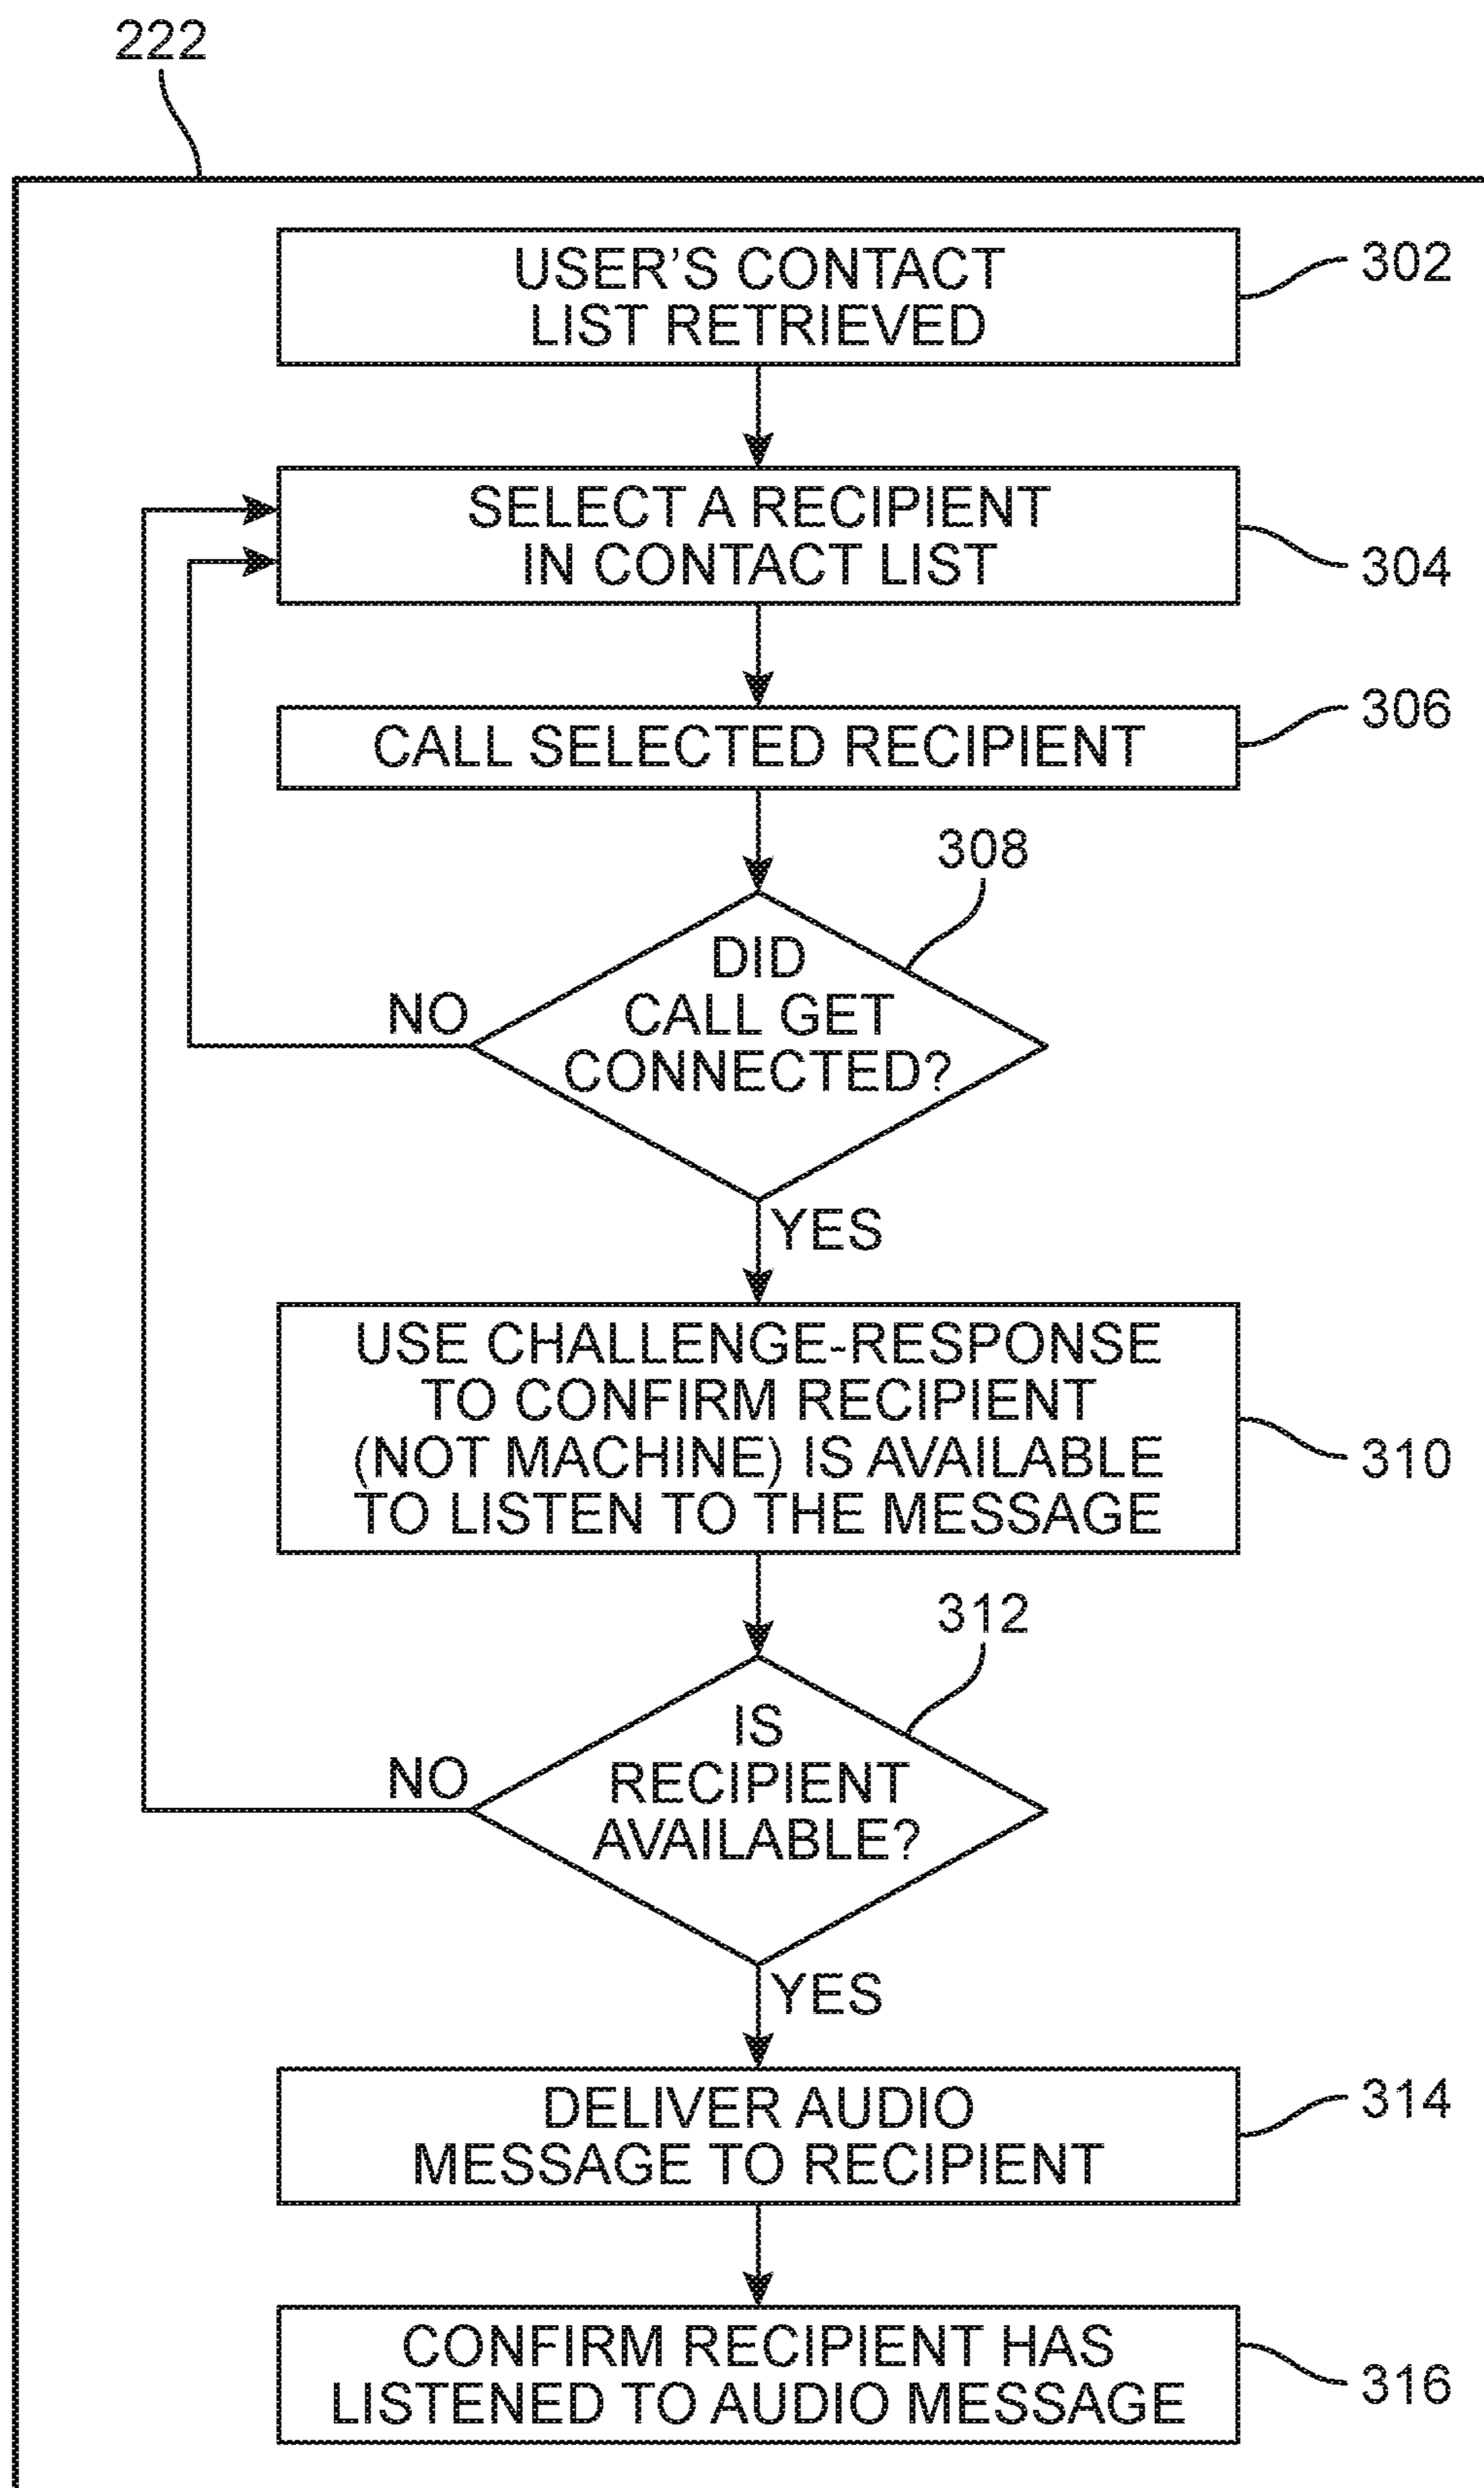 222
USER’S CONTACT
LIST RETRIEVED
302
SELECT A RECIPIENT
IN CONTACT LIST
304
CALL SELECTED RECIPIENT
306
308
DID
CALL GET
CONNECTED?
NO
YES
USE CHALLENGE-RESPONSE
TO CONFIRM RECIPIENT
(NOT MACHINE) IS AVAILABLE
TO LISTEN TO THE MESSAGE
310
312
IS
RECIPIENT
AVAILABLE?
NO
YES
DELIVER AUDIO
MESSAGE TO RECIPIENT
314
CONFIRM RECIPIENT HAS
LISTENED TO AUDIO MESSAGE
316